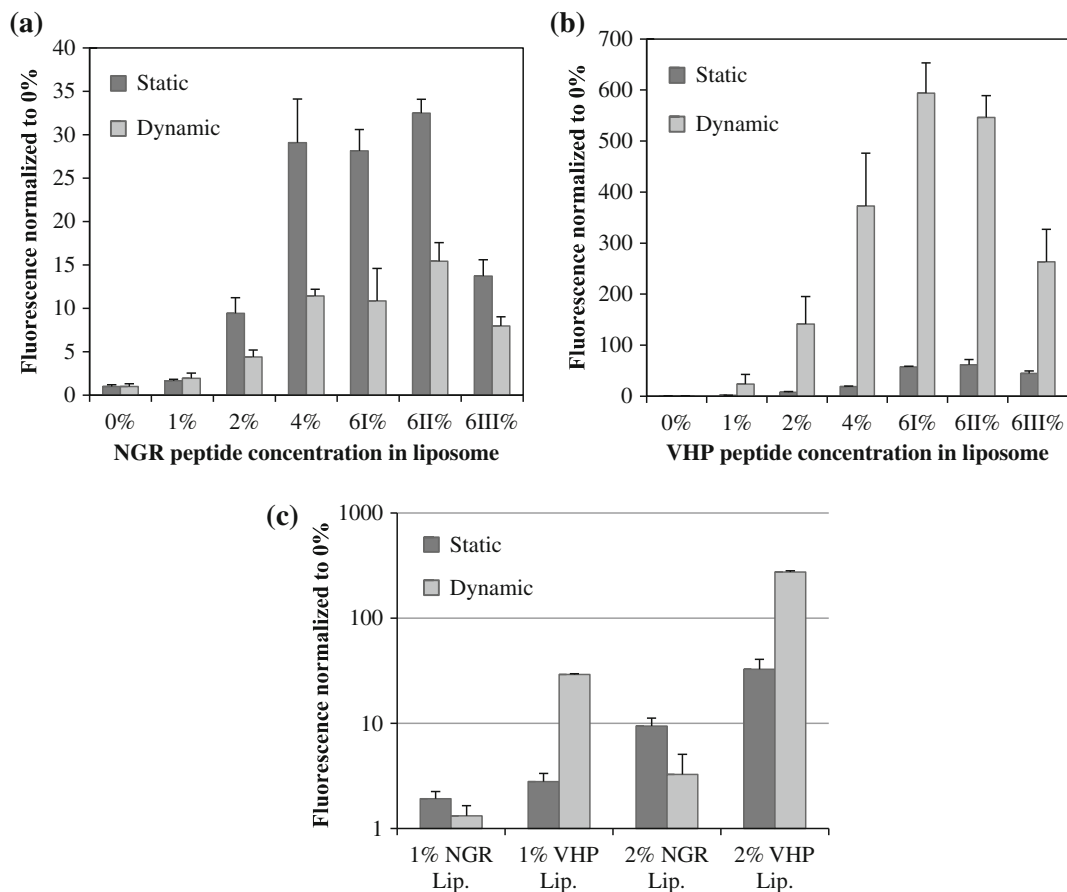 (a)
Fluorescence normalized to 0%
40
35
30
25
20
15
10
5
0
Static
Dynamic
0% 1% 2% 4% 6I% 6II% 6III%
NGR peptide concentration in liposome
(b)
Fluorescence normalized to 0%
700
600
500
400
300
200
100
0
Static
Dynamic
0% 1% 2% 4% 6I% 6II% 6III%
VHP peptide concentration in liposome
(c)
Fluorescence normalized to 0%
1000
100
10
1
Static
Dynamic
1% NGR
Lip.
1% VHP
Lip.
2% NGR
Lip.
2% VHP
Lip.